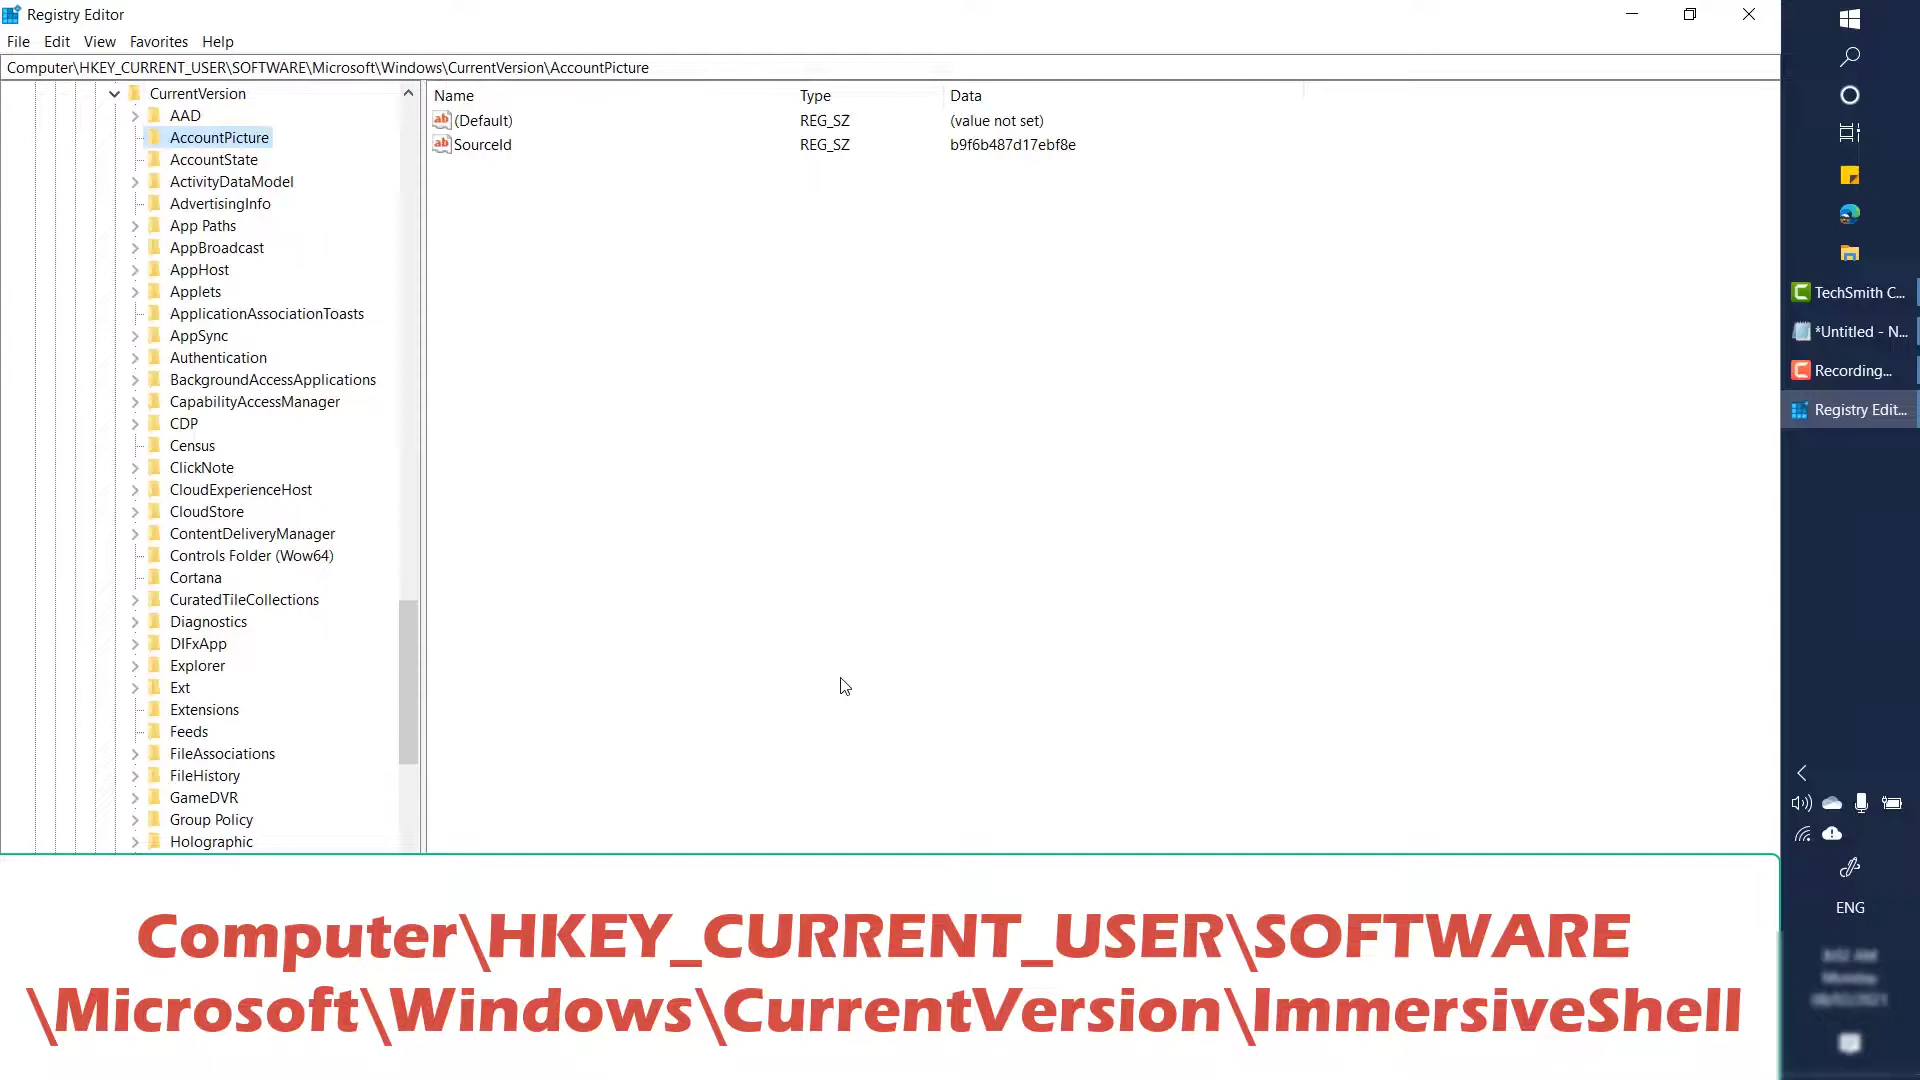 Registry Editor
File Edit View Favorites Help
Computer\HKEY_CURRENT_USER\SOFTWARE\Microsoft\Windows\CurrentVersion\AccountPicture
CurrentVersion
AAD
AccountPicture
AccountState
ActivityDataModel
AdvertisingInfo
App Paths
AppBroadcast
AppHost
Applets
ApplicationAssociationToasts
AppSync
Authentication
BackgroundAccessApplications
CapabilityAccessManager
CDP
Census
ClickNote
CloudExperienceHost
CloudStore
ContentDeliveryManager
Controls Folder (Wow64)
Cortana
CuratedTileCollections
Diagnostics
DIFxApp
Explorer
Ext
Extensions
Feeds
FileAssociations
FileHistory
GameDVR
Group Policy
Holographic
Name Type Data
ab (Default) REG_SZ (value not set)
ab SourceId REG_SZ b9f6b487d17ebf8e
TechSmith C...
*Untitled - N...
Recording...
Registry Edit...
ENG
Computer\HKEY_CURRENT_USER\SOFTWARE
\Microsoft\Windows\CurrentVersion\ImmersiveShell